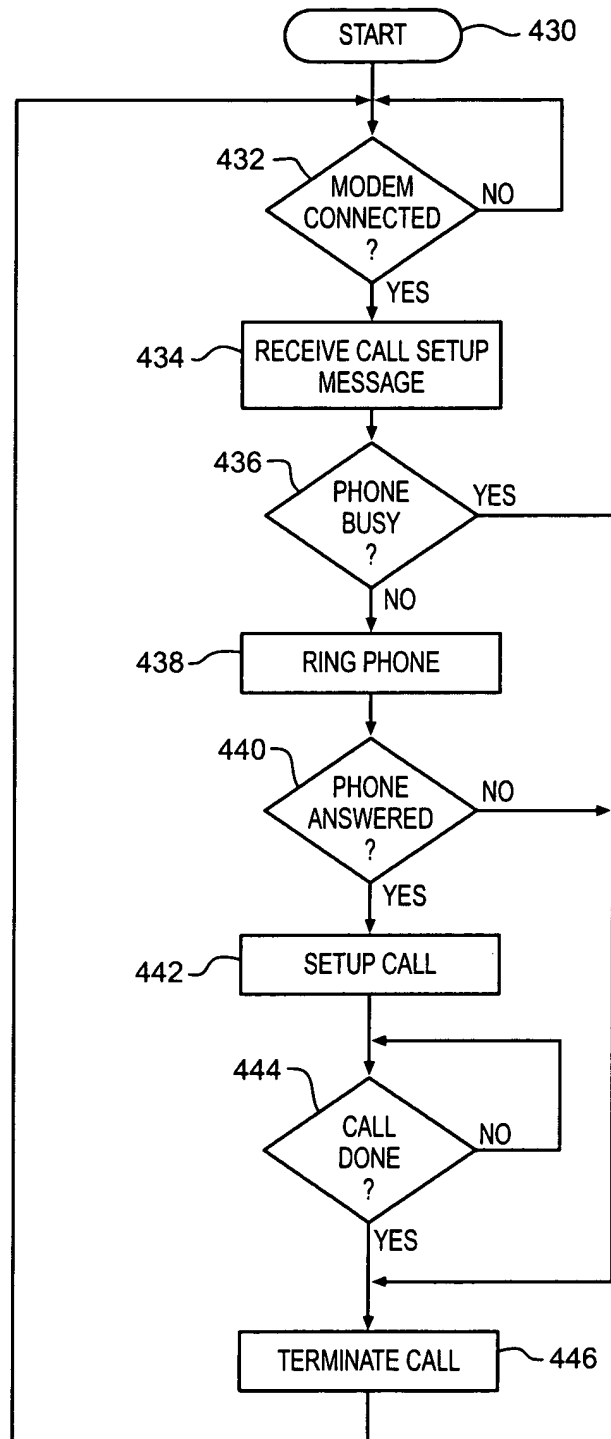 START
430
432
MODEM
CONNECTED
?
NO
YES
434
RECEIVE CALL SETUP
MESSAGE
436
PHONE
BUSY
?
YES
NO
438
RING PHONE
440
PHONE
ANSWERED
?
NO
YES
442
SETUP CALL
444
CALL
DONE
?
NO
YES
TERMINATE CALL
446